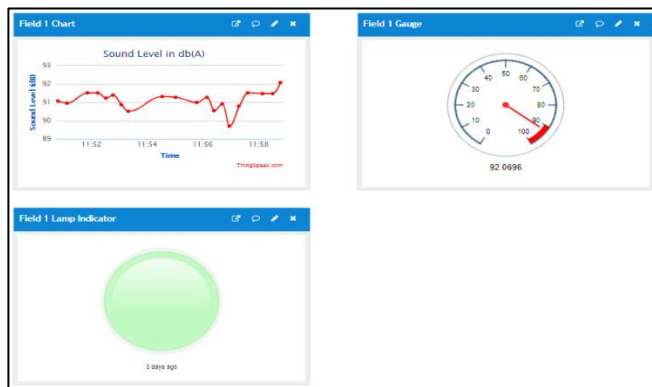 Field 1 Chart
Sound Level in db(A)
93
92
91
90
89
Sound Level (dB)
11:52 11:54 11:56 11:58
Time
ThingSpeak.com
Field 1 Gauge
0 10 20 30 40 50 60 70 80 90 100
92.0696
Field 1 Lamp Indicator
3 days ago